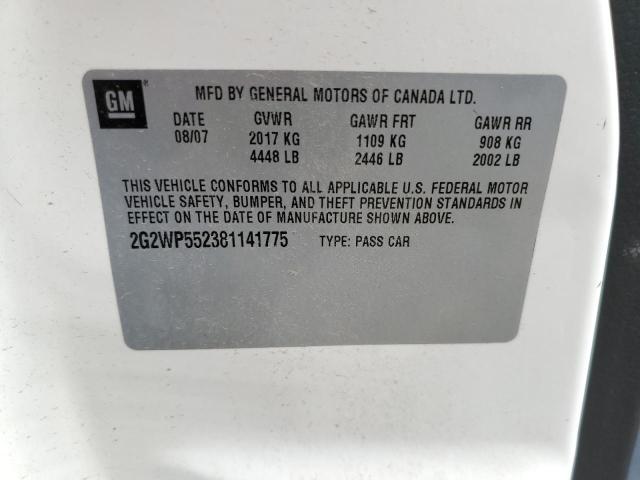 GM
MFD BY GENERAL MOTORS OF CANADA LTD.
DATE GVWR GAWR FRT GAWR RR
08/07 2017 KG 1109 KG 908 KG
4448 LB 2446 LB 2002 LB
THIS VEHICLE CONFORMS TO ALL APPLICABLE U.S. FEDERAL MOTOR
VEHICLE SAFETY, BUMPER, AND THEFT PREVENTION STANDARDS IN
EFFECT ON THE DATE OF MANUFACTURE SHOWN ABOVE.
2G2WP552381141775 TYPE: PASS CAR